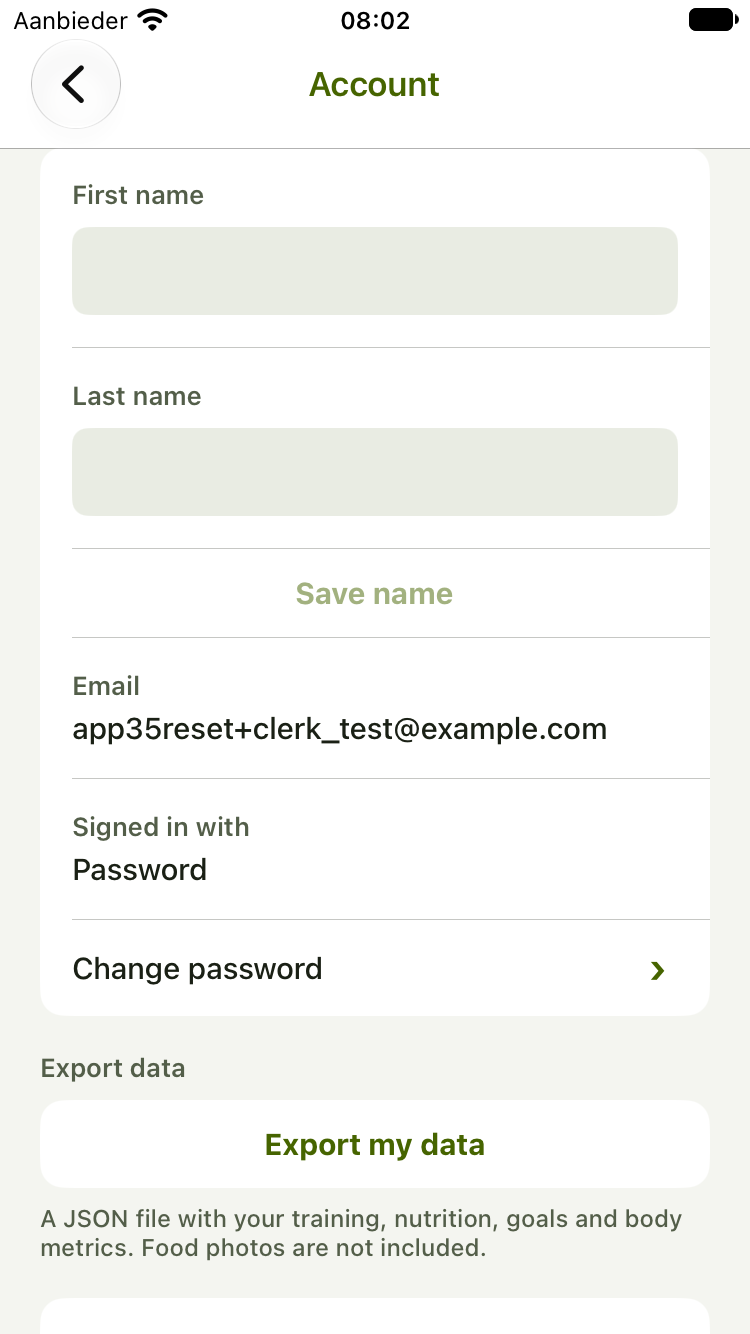 Aanbieder 08:02
Account
First name
Last name
Save name
Email
app35reset+clerk_test@example.com
Signed in with
Password
Change password
Export data
Export my data
A JSON file with your training, nutrition, goals and body
metrics. Food photos are not included.